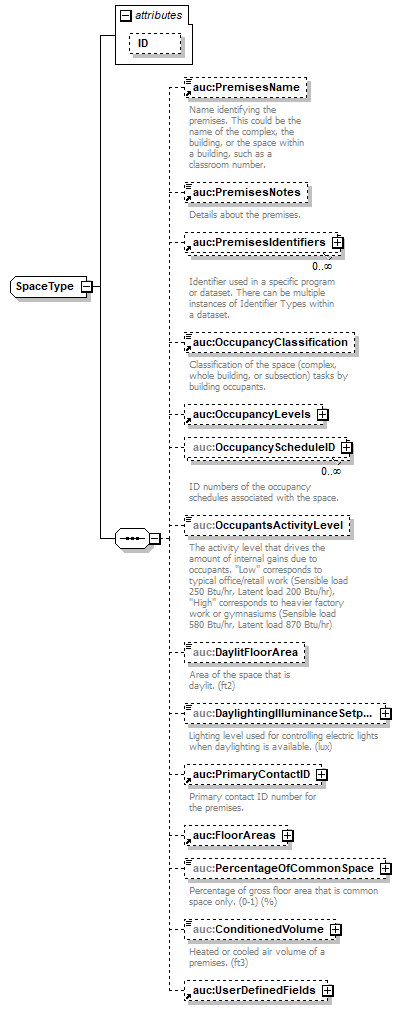 attributes
ID
auc:PremisesName
Name identifying the
premises. This could be the
name of the complex, the
building, or the space within
a building, such as a
classroom number.
auc:PremisesNotes
Details about the premises.
auc:PremisesIdentifiers
0..∞
Identifier used in a specific program
or dataset. There can be multiple
instances of Identifier Types within
a dataset.
SpaceType
auc:OccupancyClassification
Classification of the space (complex,
whole building, or subsection) tasks by
building occupants.
auc:OccupancyLevels
auc:OccupancyScheduleID
0..∞
ID numbers of the occupancy
schedules associated with the space.
auc:OccupantsActivityLevel
The activity level that drives the
amount of internal gains due to
occupants. "Low" corresponds to
typical office/retail work (Sensible load
250 Btu/hr, Latent load 200 Btu/hr),
"High" corresponds to heavier factory
work or gymnasiums (Sensible load
580 Btu/hr, Latent load 870 Btu/hr)
auc:DaylitFloorArea
Area of the space that is
daylit. (ft2)
auc:DaylightingIlluminanceSetp...
Lighting level used for controlling electric lights
when daylighting is available. (lux)
auc:PrimaryContactID
Primary contact ID number for
the premises.
auc:FloorAreas
auc:PercentageOfCommonSpace
Percentage of gross floor area that is common
space only. (0-1) (%)
auc:ConditionedVolume
Heated or cooled air volume of a
premises. (ft3)
auc:UserDefinedFields